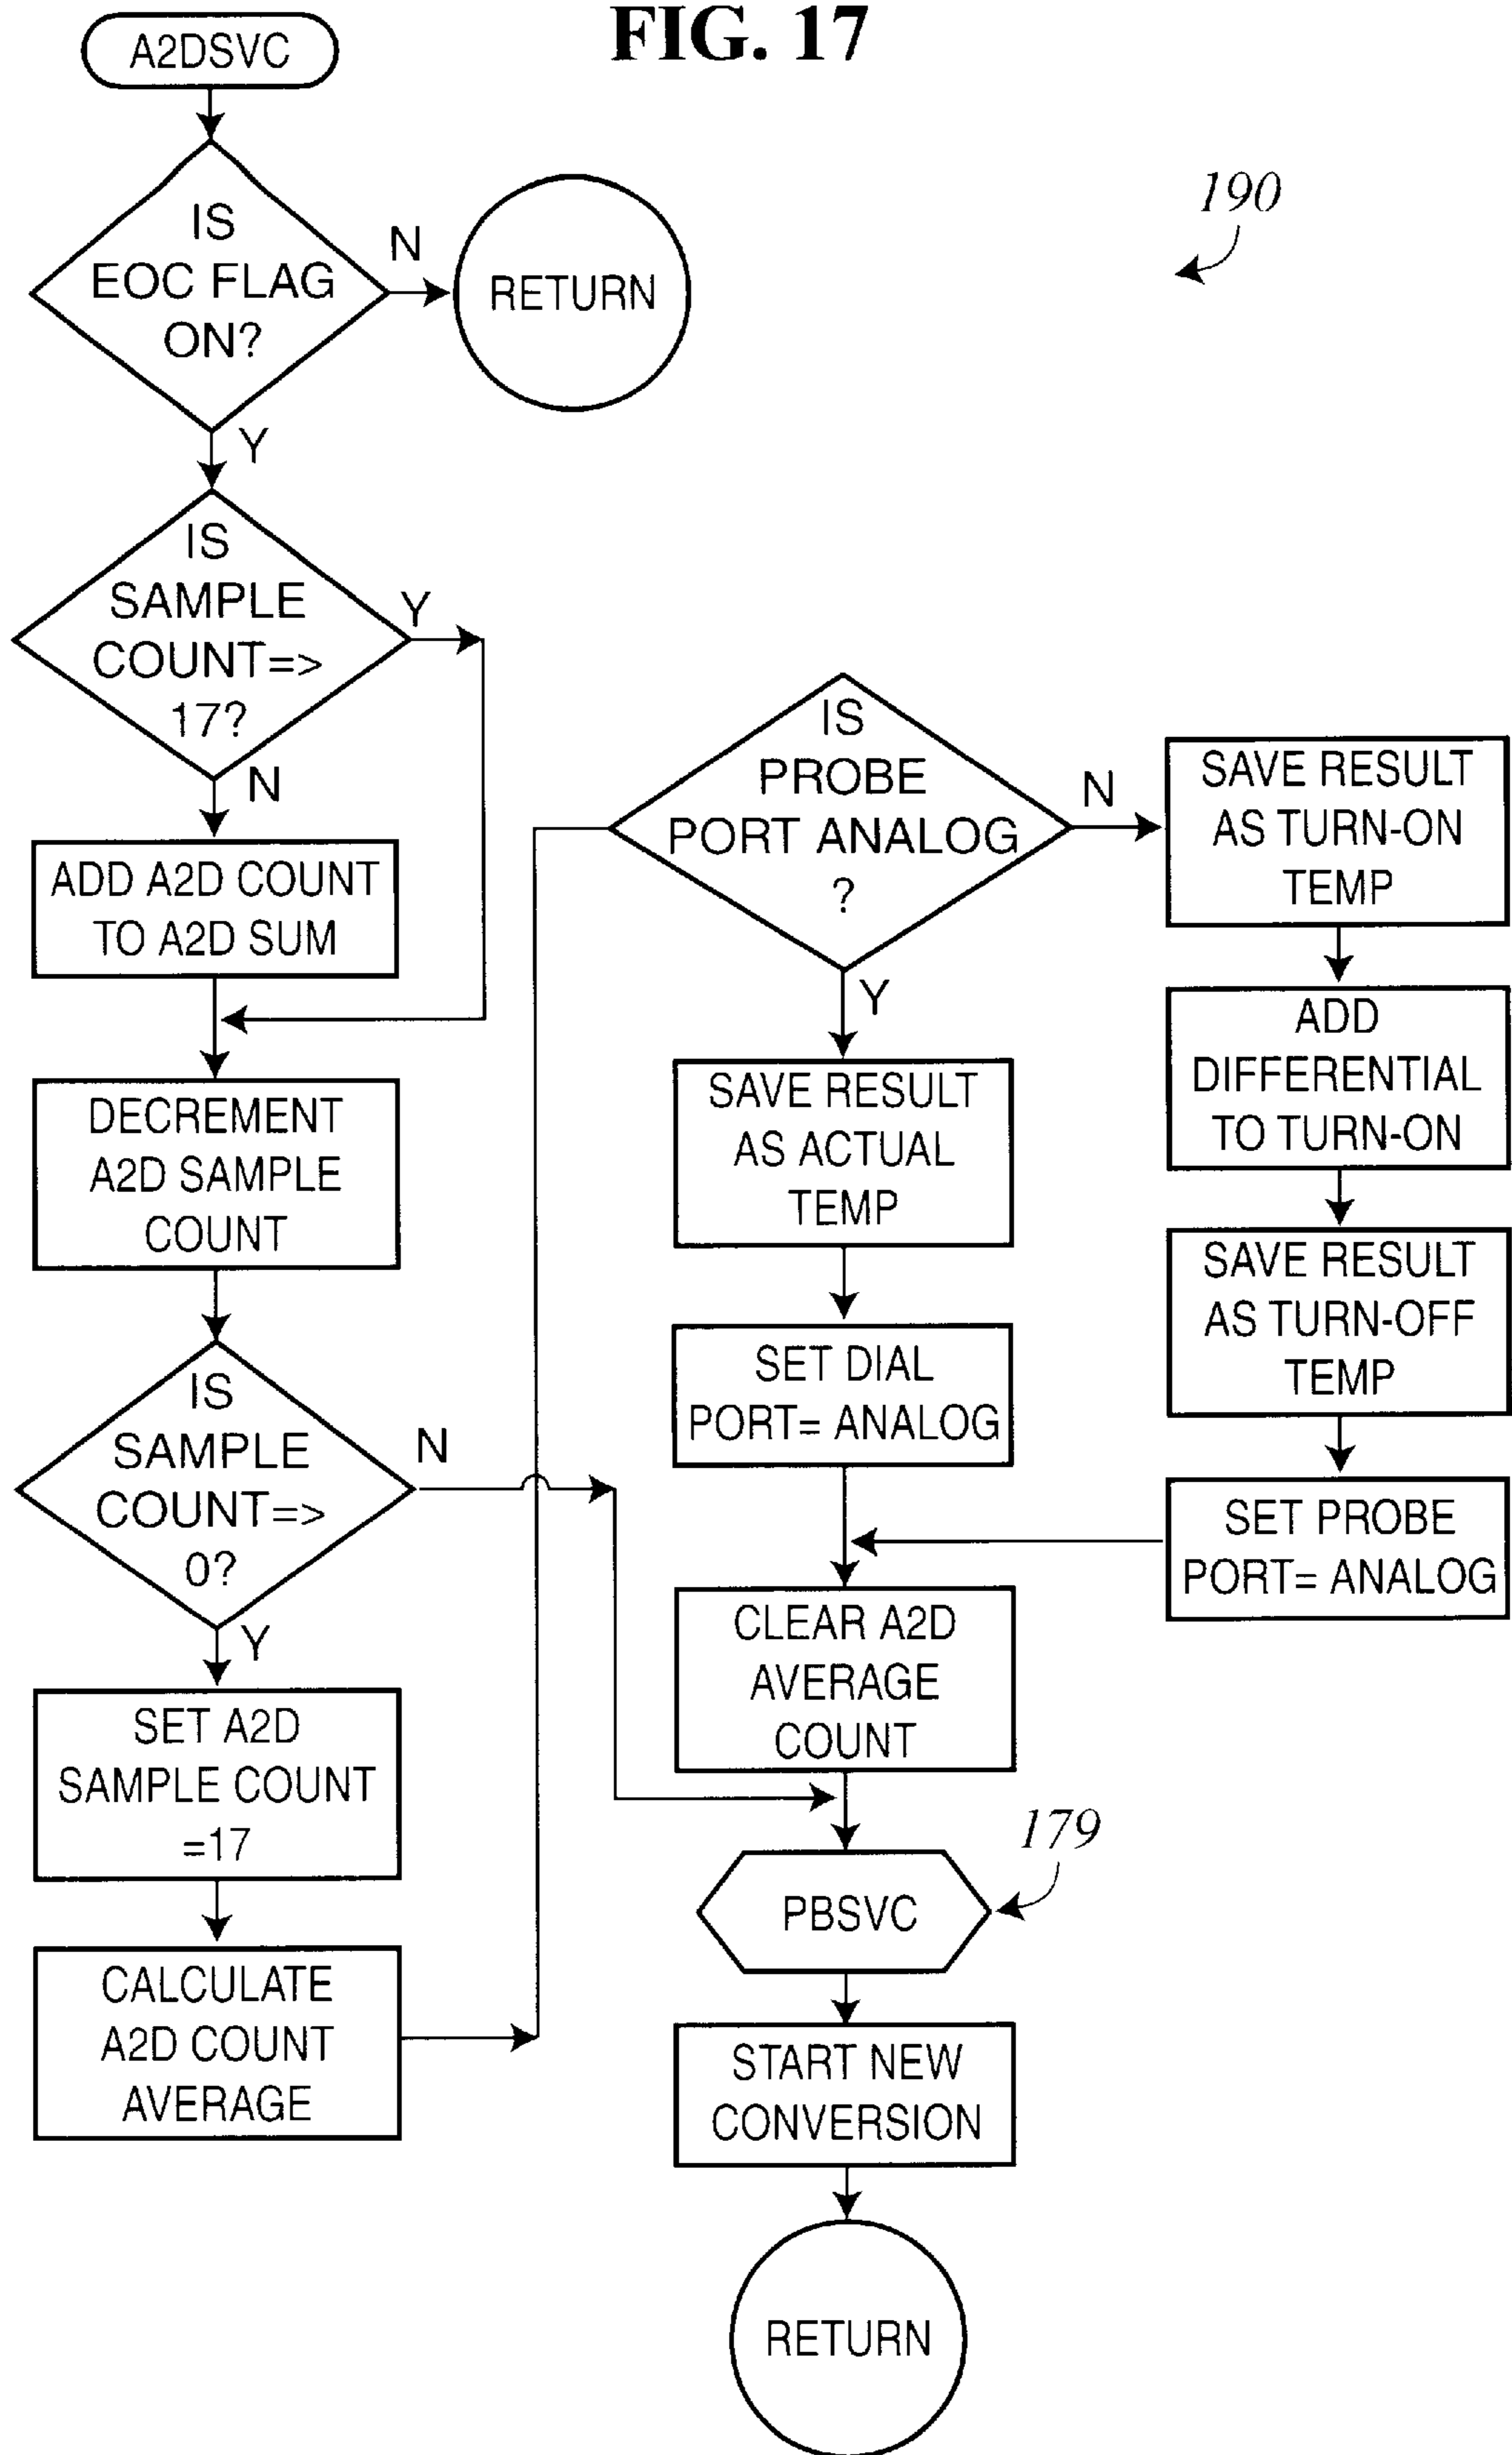 FIG. 17
A2DSVC
190
IS
EOC FLAG
ON?
N
RETURN
Y
IS
SAMPLE
COUNT=>
17?
Y
N
ADD A2D COUNT
TO A2D SUM
DECREMENT
A2D SAMPLE
COUNT
IS
SAMPLE
COUNT=>
0?
N
Y
SET A2D
SAMPLE COUNT
=17
CALCULATE
A2D COUNT
AVERAGE
IS
PROBE
PORT ANALOG
?
N
Y
SAVE RESULT
AS ACTUAL
TEMP
SET DIAL
PORT= ANALOG
SAVE RESULT
AS TURN-ON
TEMP
ADD
DIFFERENTIAL
TO TURN-ON
SAVE RESULT
AS TURN-OFF
TEMP
SET PROBE
PORT= ANALOG
CLEAR A2D
AVERAGE
COUNT
179
PBSVC
START NEW
CONVERSION
RETURN